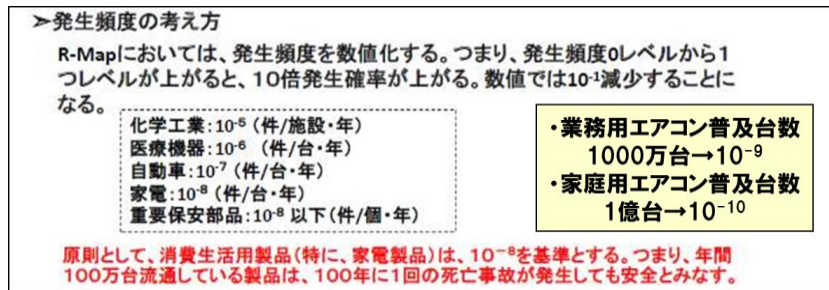 ➤発生頻度の考え方
R-Mapにおいては、発生頻度を数値化する。つまり、発生頻度0レベルから1
つレベルが上がると、10倍発生確率が上がる。数値では10⁻¹減少することに
なる。
化学工業:10⁻⁵(件/施設・年)
医療機器:10⁻⁶ (件/台・年)
自動車:10⁻⁷(件/台・年)
家電:10⁻⁸(件/台・年)
重要保安部品:10⁻⁸以下(件/個・年)
・業務用エアコン普及台数
1000万台→10⁻⁹
・家庭用エアコン普及台数
1億台→10⁻¹⁰
原則として、消費生活用製品(特に、家電製品)は、10⁻⁸を基準とする。つまり、年間
100万台流通している製品は、100年に1回の死亡事故が発生しても安全とみなす。